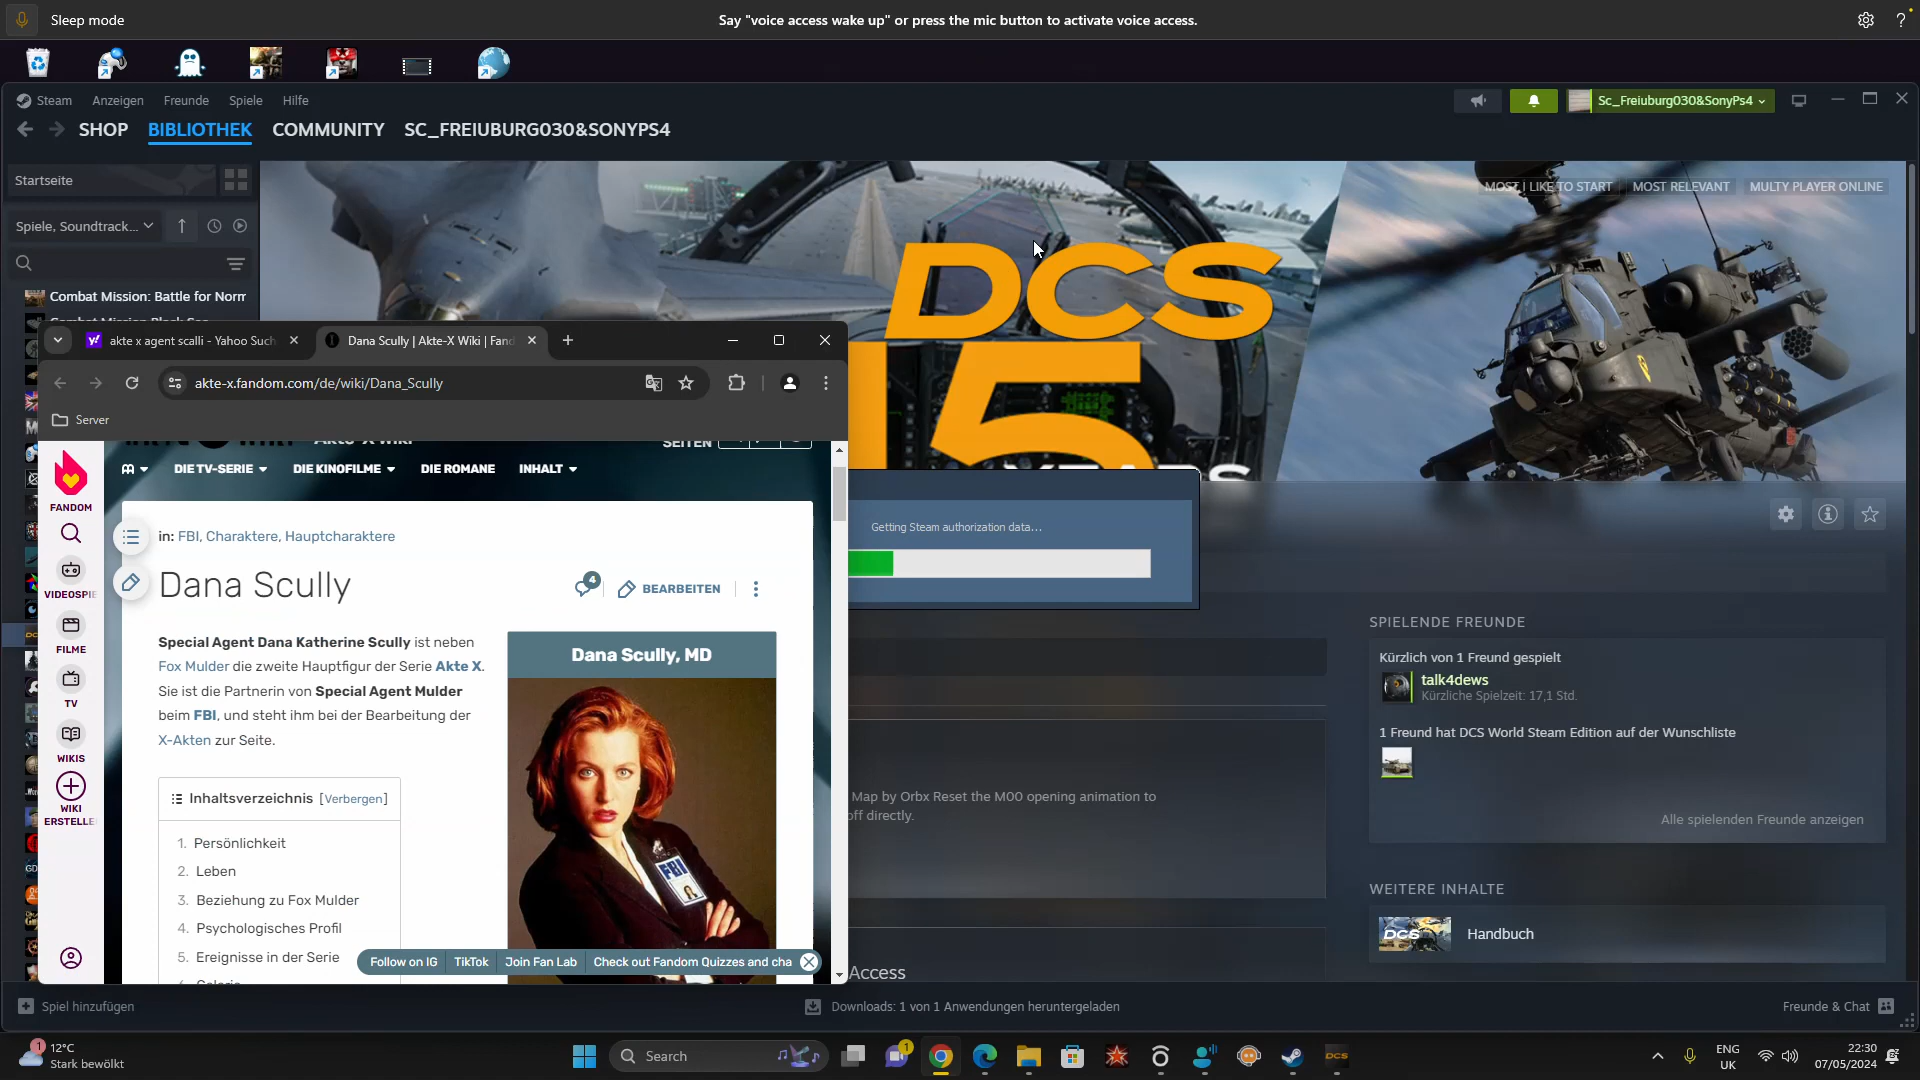 Sleep mode
Say "voice access wake up" or press the mic button to activate voice access.
Steam Anzeigen Freunde Spiele Hilfe
Sc_Freiuburg030&SonyPs4
SHOP BIBLIOTHEK COMMUNITY SC_FREIUBURG030&SONYPS4
Startseite
MOST I LIKE TO START MOST RELEVANT MULTY PLAYER ONLINE
Spiele, Soundtrack...
DCS
15
YEARS
Combat Mission: Battle for Norm
akte x agent scalli - Yahoo Such
Dana Scully | Akte-X Wiki | Fand
akte-x.fandom.com/de/wiki/Dana_Scully
Server
SEITEN
DIE TV-SERIE DIE KINOFILME DIE ROMANE INHALT
FANDOM
VIDEOSPIE
FILME
TV
WIKIS
WIKI
ERSTELLE
in: FBI, Charaktere, Hauptcharaktere
Dana Scully
4
BEARBEITEN
Special Agent Dana Katherine Scully ist neben
Fox Mulder die zweite Hauptfigur der Serie Akte X.
Sie ist die Partnerin von Special Agent Mulder
beim FBI, und steht ihm bei der Bearbeitung der
X-Akten zur Seite.
Dana Scully, MD
FBI
Inhaltsverzeichnis [Verbergen]
1. Persönlichkeit
2. Leben
3. Beziehung zu Fox Mulder
4. Psychologisches Profil
5. Ereignisse in der Serie
Follow on IG TikTok Join Fan Lab Check out Fandom Quizzes and cha
Getting Steam authorization data...
Map by Orbx Reset the M00 opening animation to
off directly.
Access
SPIELENDE FREUNDE
Kürzlich von 1 Freund gespielt
talk4dews
Kürzliche Spielzeit: 17,1 Std.
1 Freund hat DCS World Steam Edition auf der Wunschliste
Alle spielenden Freunde anzeigen
WEITERE INHALTE
DCS
Handbuch
Spiel hinzufügen
Downloads: 1 von 1 Anwendungen heruntergeladen
Freunde & Chat
1
12°C
Stark bewölkt
Search
1
DCS
ENG
UK
22:30
07/05/2024